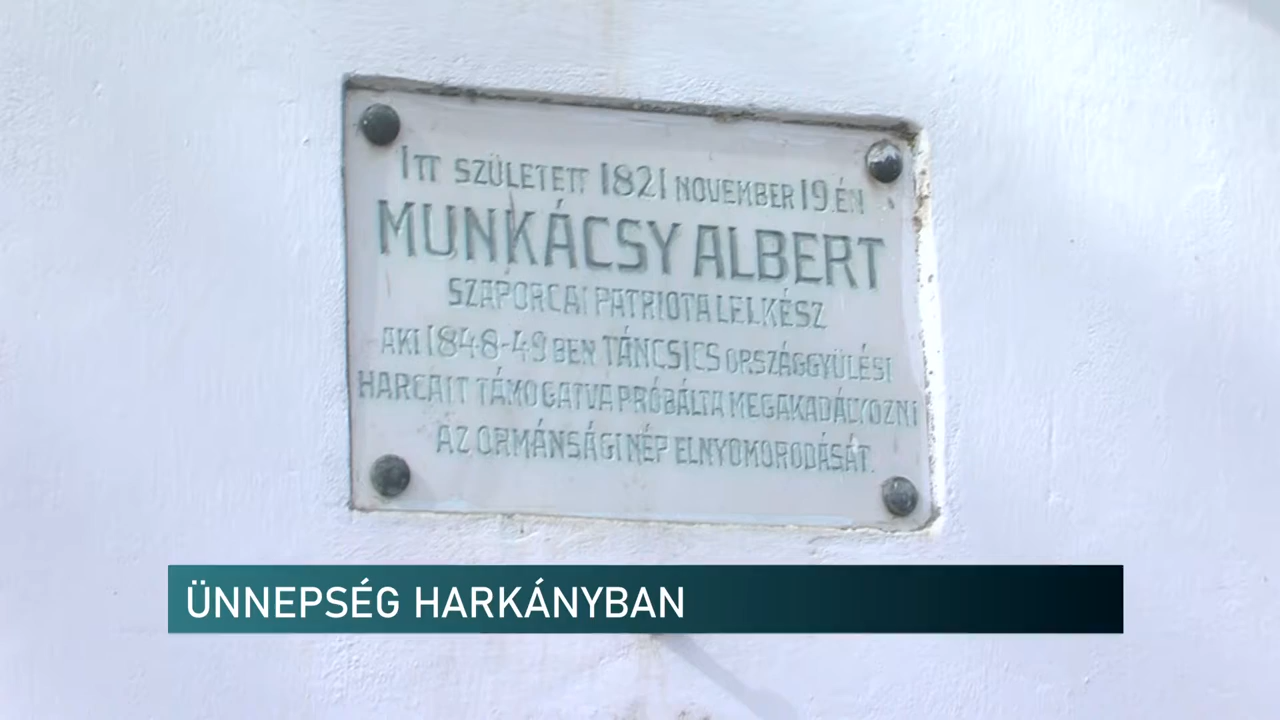 ITT SZÜLETETT 1821 NOVEMBER 19.ÉN
MUNKÁCSY ALBERT
SZAPORCAI PATRIOTA LELKÉSZ
AKI 1848-49 BEN TÁNCSICS ORSZÁGGYÜLÉSI
HARCAIT TÁMOGATVA PRÓBÁLTA MEGAKADÁLYOZNI
AZ ORMÁNSÁGI NÉP ELNYOMORODÁSÁT.
ÜNNEPSÉG HARKÁNYBAN